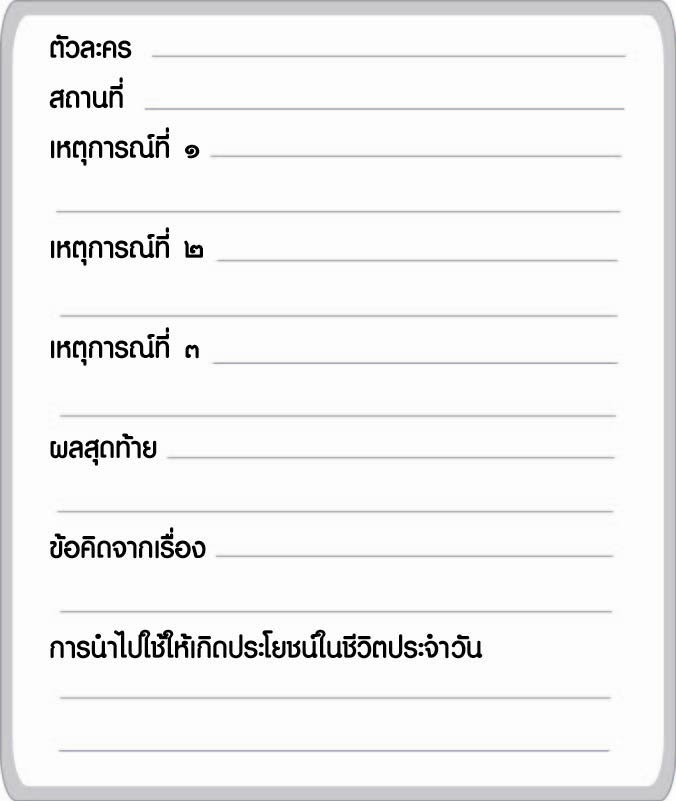 ตัวละคร
สถานที่
เหตุการณ์ที่ ๑
เหตุการณ์ที่ ๒
เหตุการณ์ที่ ๓
ผลสุดท้าย
ข้อคิดจากเรื่อง
การนำไปใช้ให้เกิดประโยชน์ในชีวิตประจำวัน